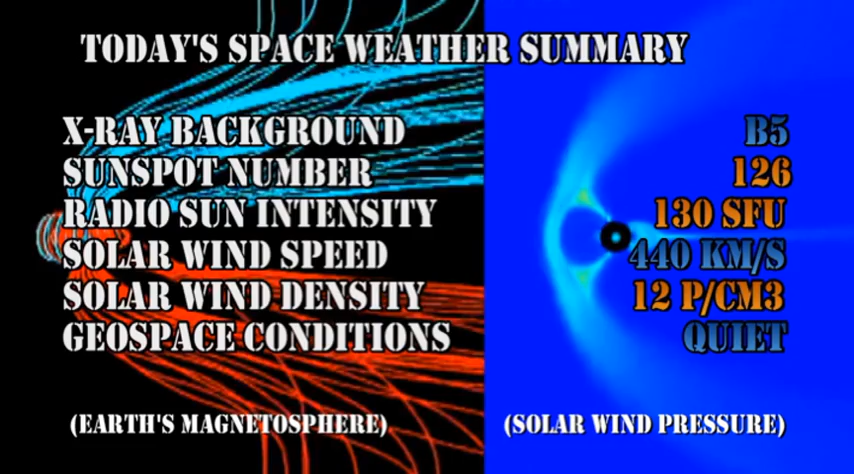 TODAY'S SPACE WEATHER SUMMARY
X-RAY BACKGROUND B5
SUNSPOT NUMBER 126
RADIO SUN INTENSITY 130 SFU
SOLAR WIND SPEED 440 KM/S
SOLAR WIND DENSITY 12 P/CM3
GEOSPACE CONDITIONS QUIET
(EARTH'S MAGNETOSPHERE) (SOLAR WIND PRESSURE)